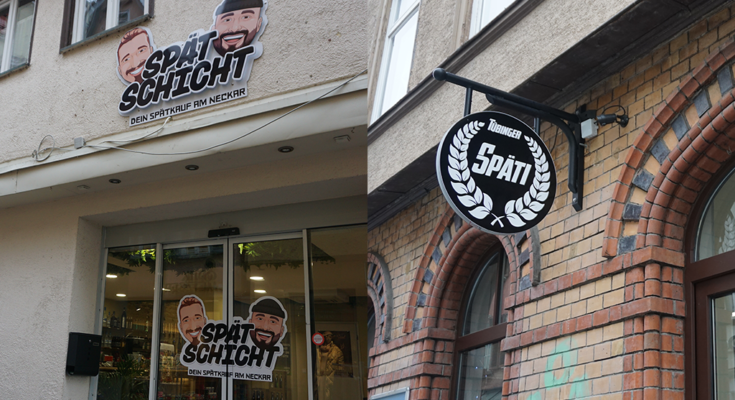 SPÄT
SCHICHT
DEIN SPÄTKAUF AM NECKAR
SPÄT
SCHICHT
DEIN SPÄTKAUF AM NECKAR
TÜBINGER
SPÄTI